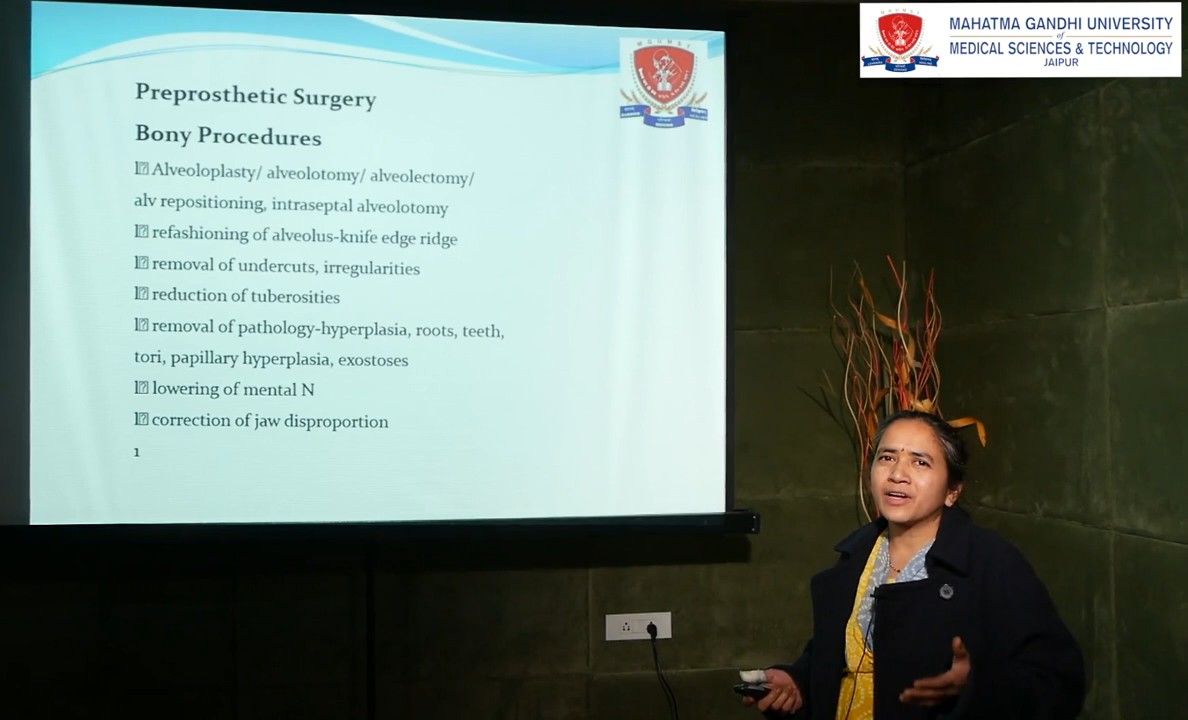 MAHATMA GANDHI UNIVERSITY
of
MEDICAL SCIENCES & TECHNOLOGY
JAIPUR
Preprosthetic Surgery
Bony Procedures
Alveoloplasty/ alveolotomy/ alveolectomy/
alv repositioning, intraseptal alveolotomy
refashioning of alveolus-knife edge ridge
removal of undercuts, irregularities
reduction of tuberosities
removal of pathology-hyperplasia, roots, teeth,
tori, papillary hyperplasia, exostoses
lowering of mental N
correction of jaw disproportion
1